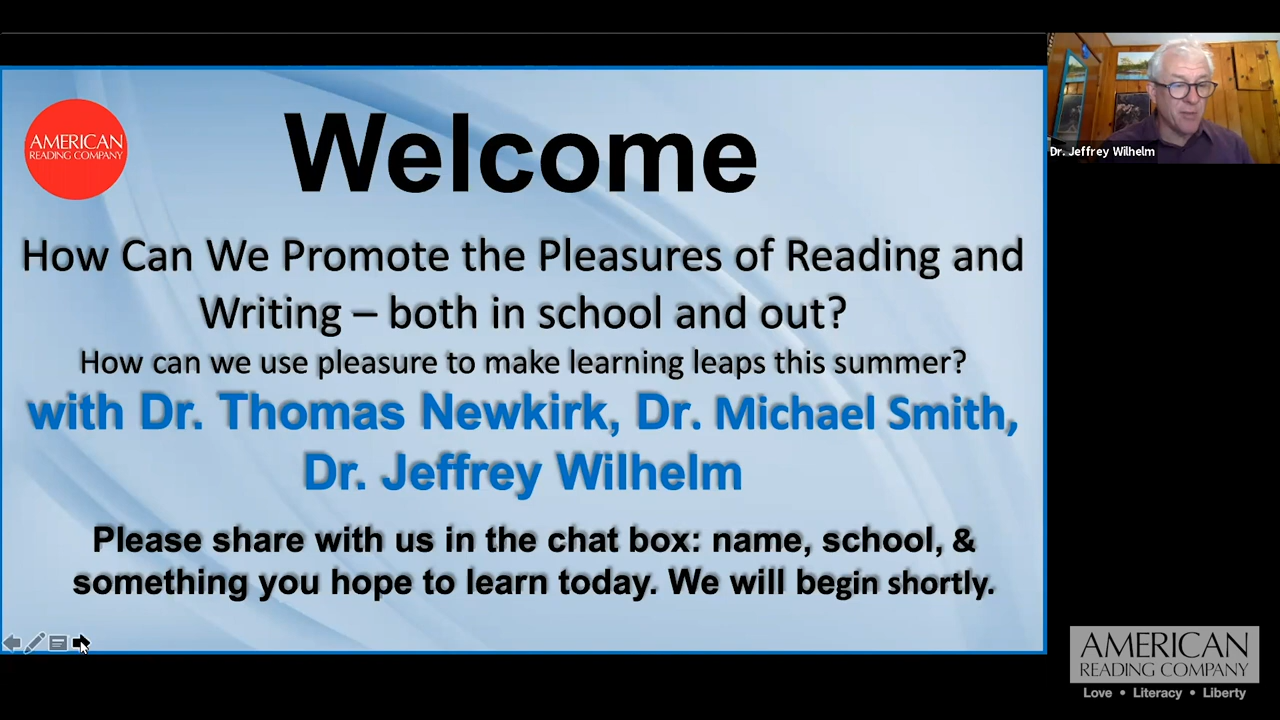 AMERICAN
READING COMPANY
Welcome
How Can We Promote the Pleasures of Reading and
Writing – both in school and out?
How can we use pleasure to make learning leaps this summer?
with Dr. Thomas Newkirk, Dr. Michael Smith,
Dr. Jeffrey Wilhelm
Please share with us in the chat box: name, school, &
something you hope to learn today. We will begin shortly.
Dr. Jeffrey Wilhelm
AMERICAN
READING COMPANY
Love • Literacy • Liberty